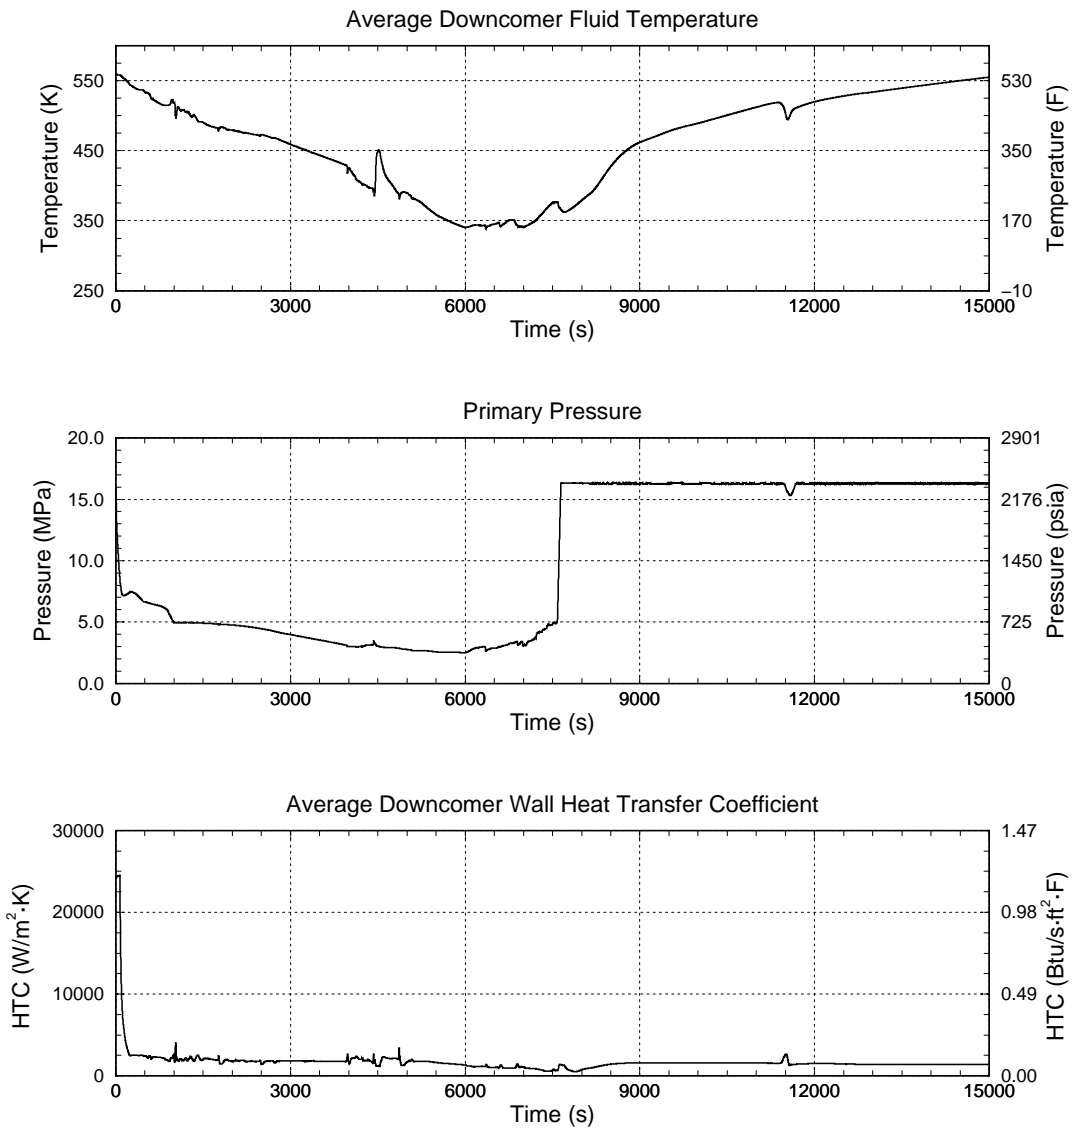 Average Downcomer Fluid Temperature
Temperature (K)
550
450
350
250
530
350
170
−10
Temperature (F)
0 3000 6000 9000 12000 15000
Time (s)
Primary Pressure
Pressure (MPa)
20.0
15.0
10.0
5.0
0.0
2901
2176
1450
725
0
Pressure (psia)
0 3000 6000 9000 12000 15000
Time (s)
Average Downcomer Wall Heat Transfer Coefficient
HTC (W/m²·K)
30000
20000
10000
0
1.47
0.98
0.49
0.00
HTC (Btu/s·ft²·F)
0 3000 6000 9000 12000 15000
Time (s)